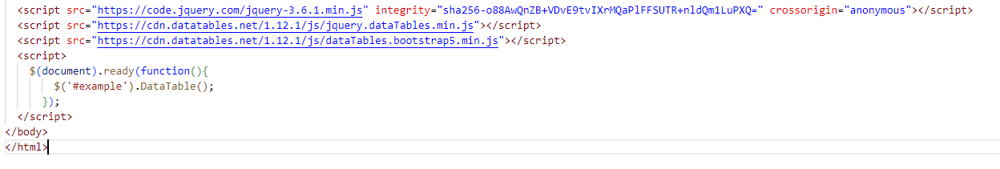 <script src="https://code.jquery.com/jquery-3.6.1.min.js" integrity="sha256-o88AwQnZB+VDvE9tvIXrMQaPlFFSUTR+nldQm1LuPXQ=" crossorigin="anonymous"></script>
<script src="https://cdn.datatables.net/1.12.1/js/jquery.dataTables.min.js"></script>
<script src="https://cdn.datatables.net/1.12.1/js/dataTables.bootstrap5.min.js"></script>
<script>
$(document).ready(function(){
$('#example').DataTable();
});
</script>
</body>
</html>